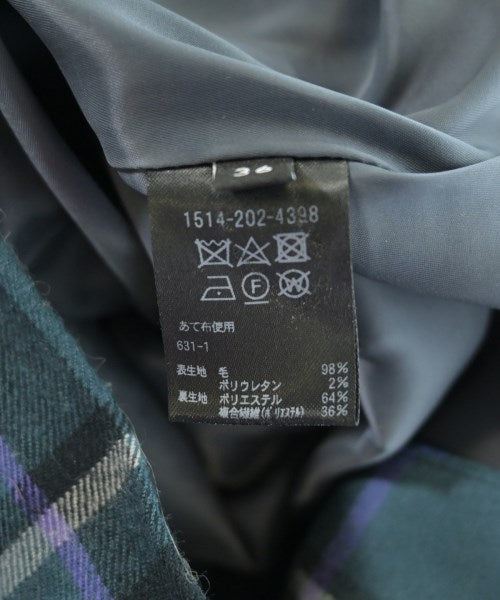 36
1514-202-4398
F W
あて布使用
631-1
表生地 毛 98%
ポリウレタン 2%
裏生地 ポリエステル 64%
複合繊維(ポリエステル) 36%